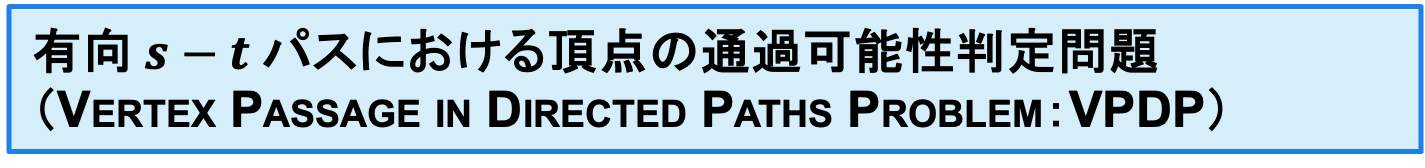 有向 s − t パスにおける頂点の通過可能性判定問題
（VERTEX PASSAGE IN DIRECTED PATHS PROBLEM：VPDP）